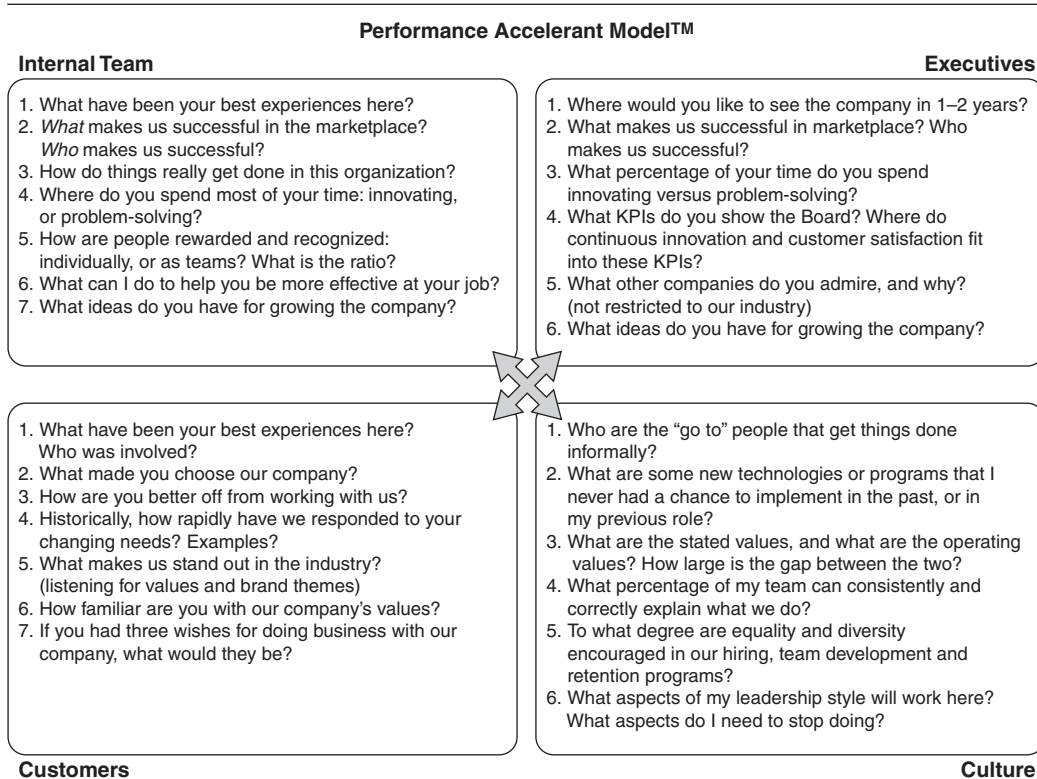 Performance Accelerant Model™
Internal Team
1. What have been your best experiences here?
2. What makes us successful in the marketplace?
Who makes us successful?
3. How do things really get done in this organization?
4. Where do you spend most of your time: innovating,
or problem-solving?
5. How are people rewarded and recognized:
individually, or as teams? What is the ratio?
6. What can I do to help you be more effective at your job?
7. What ideas do you have for growing the company?
Executives
1. Where would you like to see the company in 1–2 years?
2. What makes us successful in marketplace? Who
makes us successful?
3. What percentage of your time do you spend
innovating versus problem-solving?
4. What KPIs do you show the Board? Where do
continuous innovation and customer satisfaction fit
into these KPIs?
5. What other companies do you admire, and why?
(not restricted to our industry)
6. What ideas do you have for growing the company?
1. What have been your best experiences here?
Who was involved?
2. What made you choose our company?
3. How are you better off from working with us?
4. Historically, how rapidly have we responded to your
changing needs? Examples?
5. What makes us stand out in the industry?
(listening for values and brand themes)
6. How familiar are you with our company's values?
7. If you had three wishes for doing business with our
company, what would they be?
Customers
1. Who are the “go to” people that get things done
informally?
2. What are some new technologies or programs that I
never had a chance to implement in the past, or in
my previous role?
3. What are the stated values, and what are the operating
values? How large is the gap between the two?
4. What percentage of my team can consistently and
correctly explain what we do?
5. To what degree are equality and diversity
encouraged in our hiring, team development and
retention programs?
6. What aspects of my leadership style will work here?
What aspects do I need to stop doing?
Culture